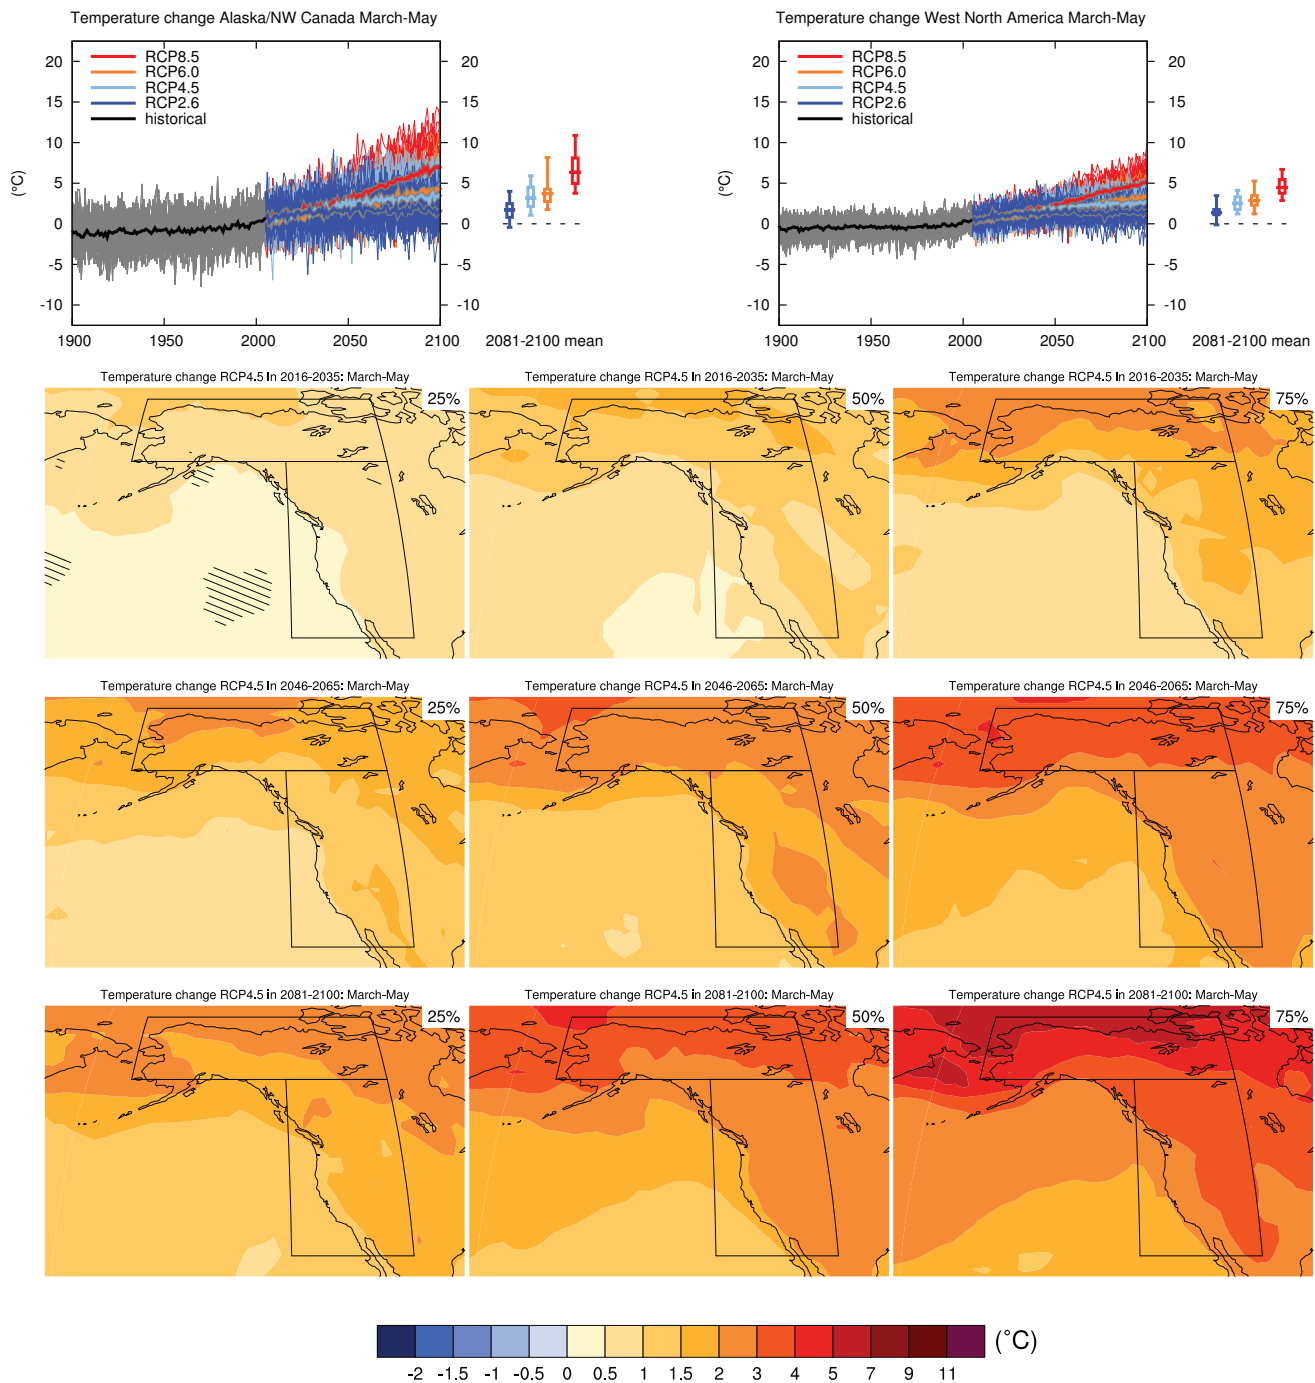 Temperature change Alaska/NW Canada March-May
Temperature change West North America March-May
(°C)
20
15
10
5
0
-5
-10
RCP8.5
RCP6.0
RCP4.5
RCP2.6
historical
20
15
10
5
0
-5
-10
1900 1950 2000 2050 2100 2081-2100 mean
(°C)
20
15
10
5
0
-5
-10
RCP8.5
RCP6.0
RCP4.5
RCP2.6
historical
20
15
10
5
0
-5
-10
1900 1950 2000 2050 2100 2081-2100 mean
Temperature change RCP4.5 in 2016-2035: March-May
25%
Temperature change RCP4.5 in 2016-2035: March-May
50%
Temperature change RCP4.5 in 2016-2035: March-May
75%
Temperature change RCP4.5 in 2046-2065: March-May
25%
Temperature change RCP4.5 in 2046-2065: March-May
50%
Temperature change RCP4.5 in 2046-2065: March-May
75%
Temperature change RCP4.5 in 2081-2100: March-May
25%
Temperature change RCP4.5 in 2081-2100: March-May
50%
Temperature change RCP4.5 in 2081-2100: March-May
75%
(°C)
-2 -1.5 -1 -0.5 0 0.5 1 1.5 2 3 4 5 7 9 11